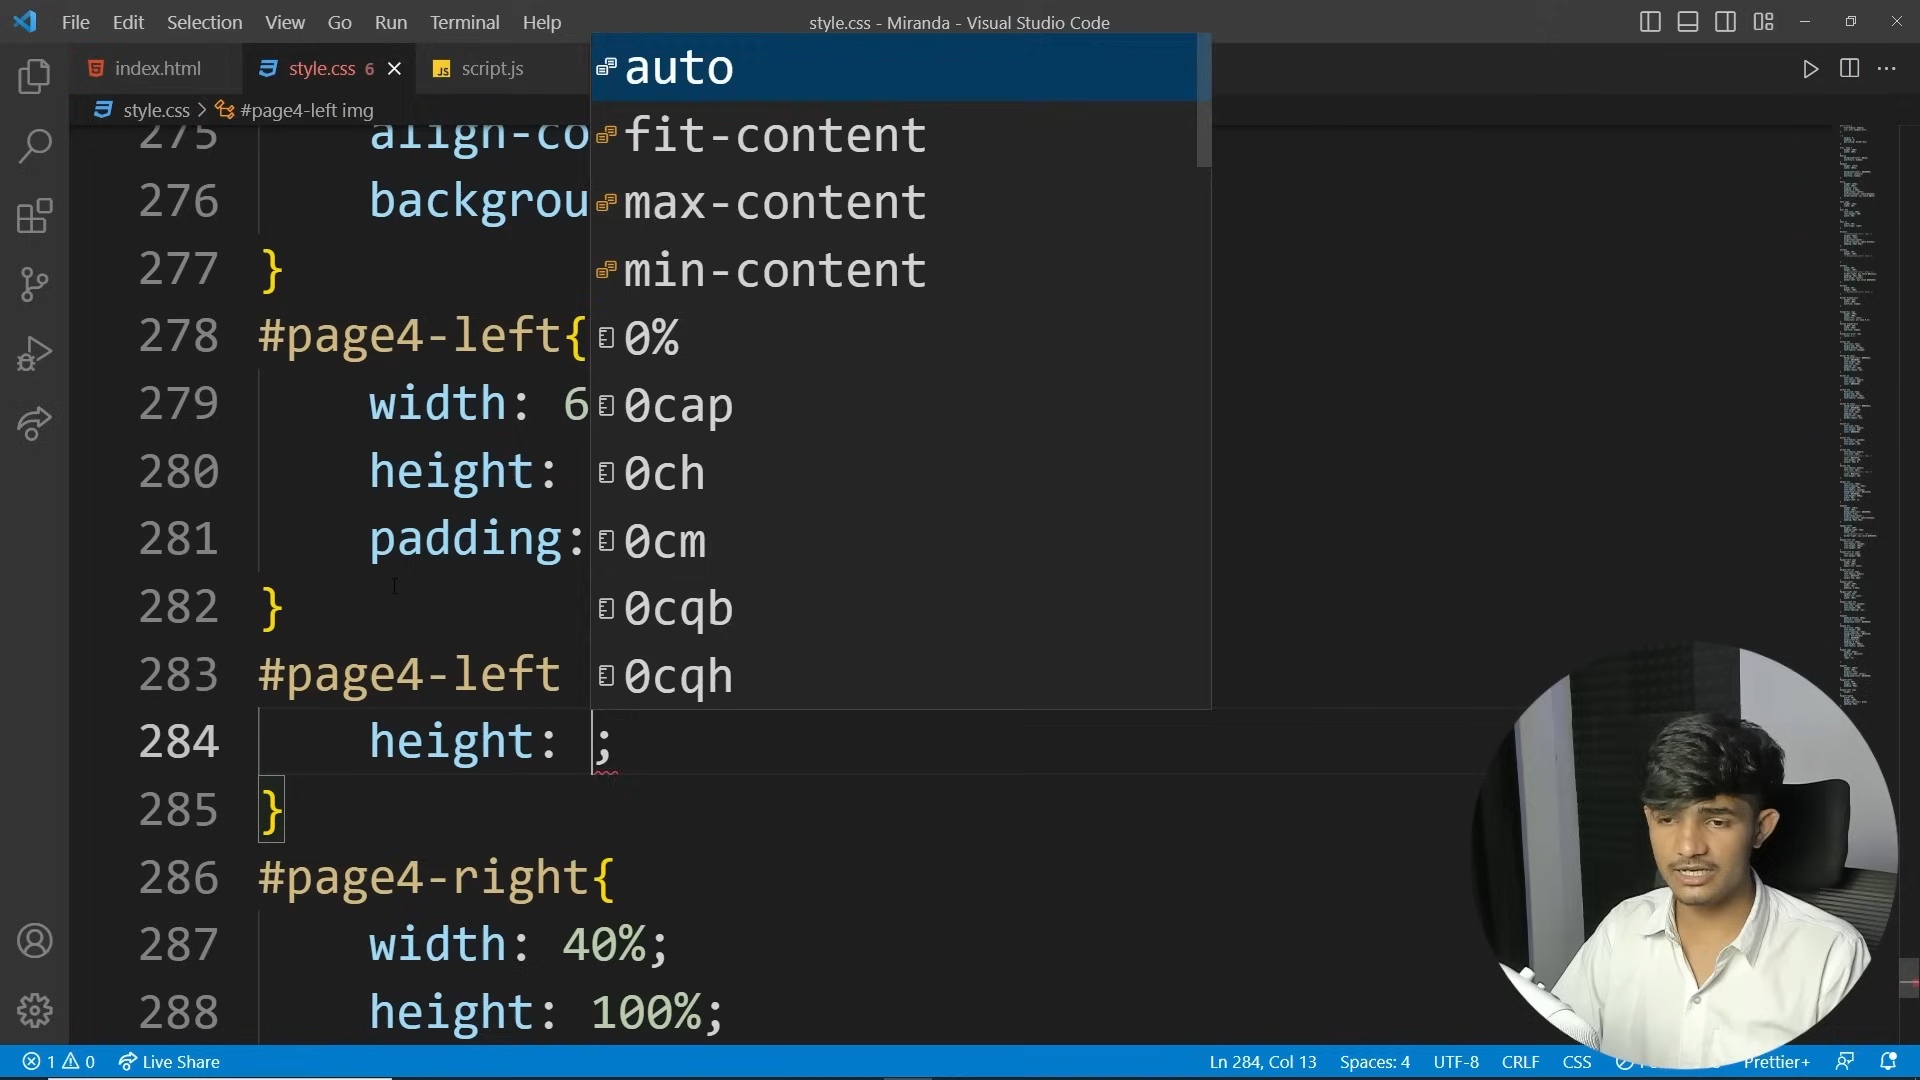 File Edit Selection View Go Run Terminal Help
style.css - Miranda - Visual Studio Code
index.html
style.css 6
JS script.js
style.css > #page4-left img
275 align-co
276 backgrou
277 }
278 #page4-left{
279 width: 6
280 height:
281 padding:
282 }
283 #page4-left
284 height: ;
285 }
286 #page4-right{
287 width: 40%;
288 height: 100%;
auto
fit-content
max-content
min-content
0%
0cap
0ch
0cm
0cqb
0cqh
1 0 Live Share
Ln 284, Col 13 Spaces: 4 UTF-8 CRLF CSS Prettier+